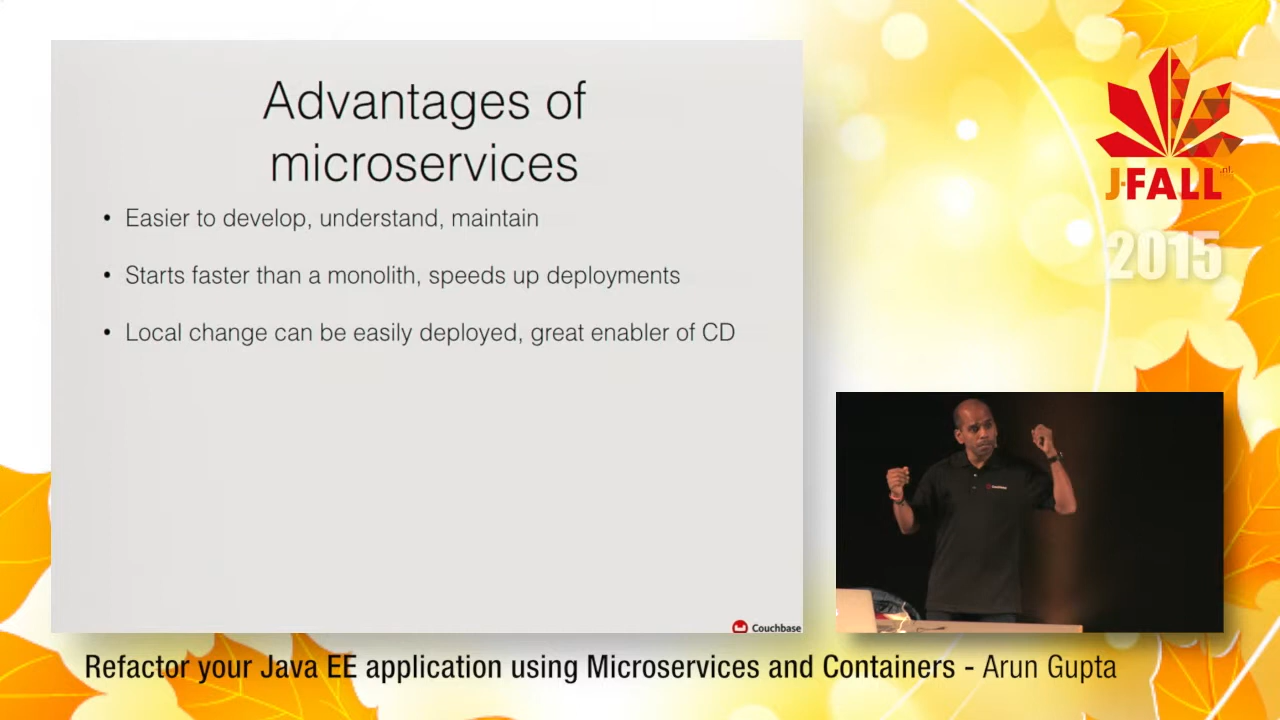 Advantages of
microservices
• Easier to develop, understand, maintain
• Starts faster than a monolith, speeds up deployments
• Local change can be easily deployed, great enabler of CD
Couchbase
J-FALL
.nl
2015
Couchbase
Refactor your Java EE application using Microservices and Containers - Arun Gupta